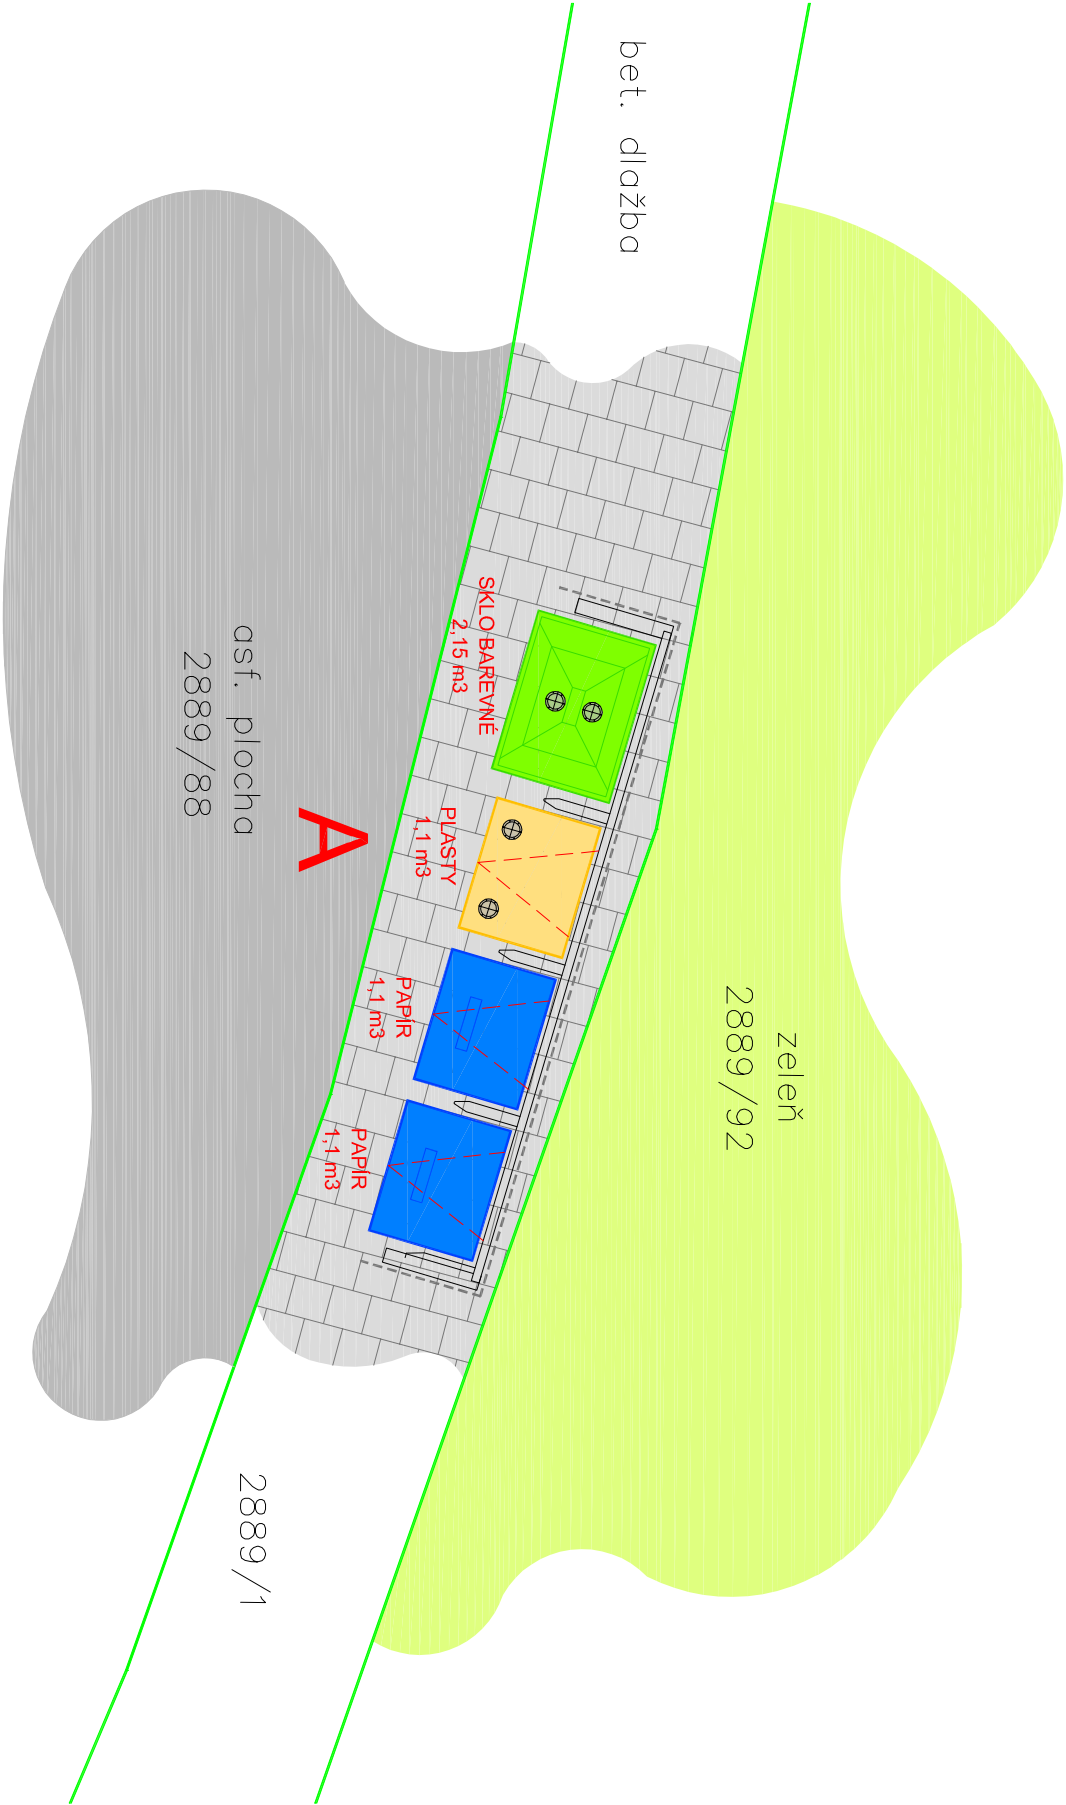 bet. dlažba
zeleň
2889/92
SKLO BAREVNÉ
2,15 m3
PLASTY
1,1 m3
PAPÍR
1,1 m3
PAPÍR
1,1 m3
A
asf. plocha
2889/88
2889/1